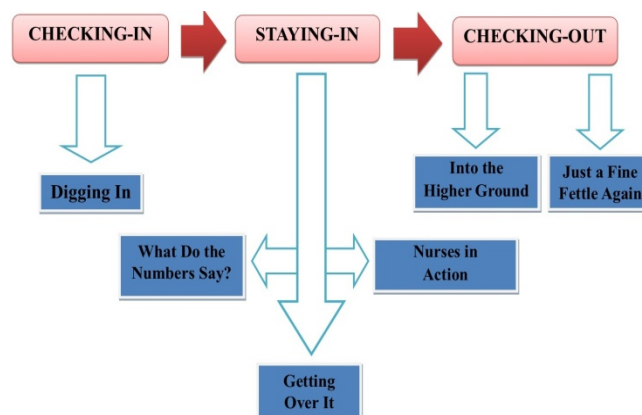 CHECKING-IN
STAYING-IN
CHECKING-OUT
Digging In
Into the
Higher Ground
Just a Fine
Fettle Again
What Do the
Numbers Say?
Nurses in
Action
Getting
Over It